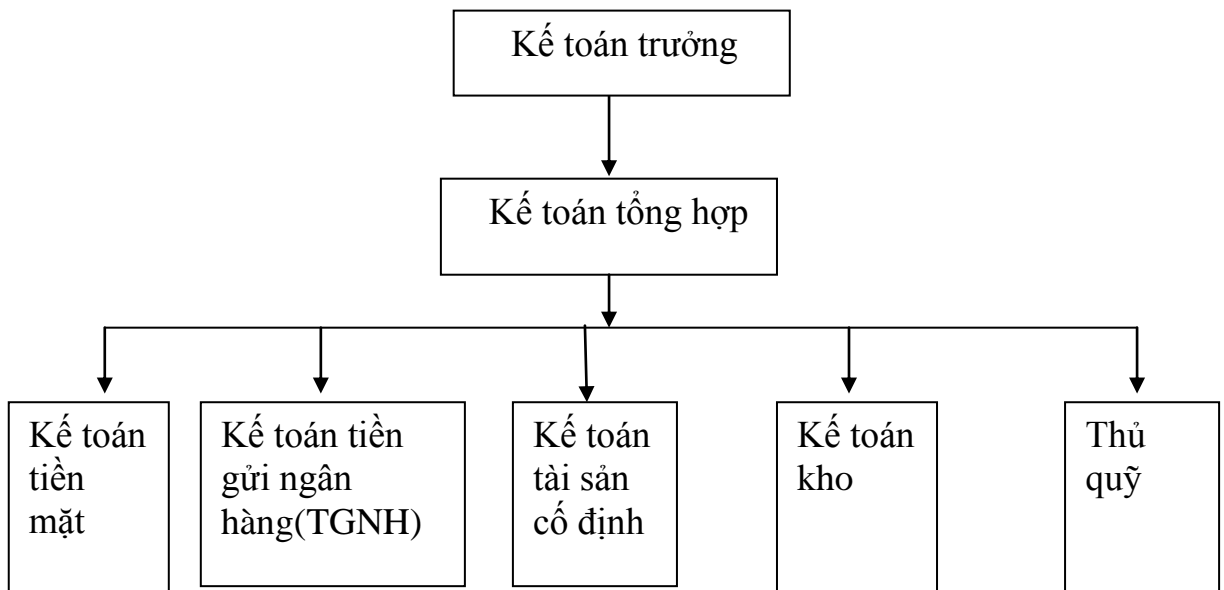 Kế toán trưởng
Kế toán tổng hợp
Kế toán
tiền
mặt
Kế toán tiền
gửi ngân
hàng(TGNH)
Kế toán
tài sản
cố định
Kế toán
kho
Thủ
quỹ